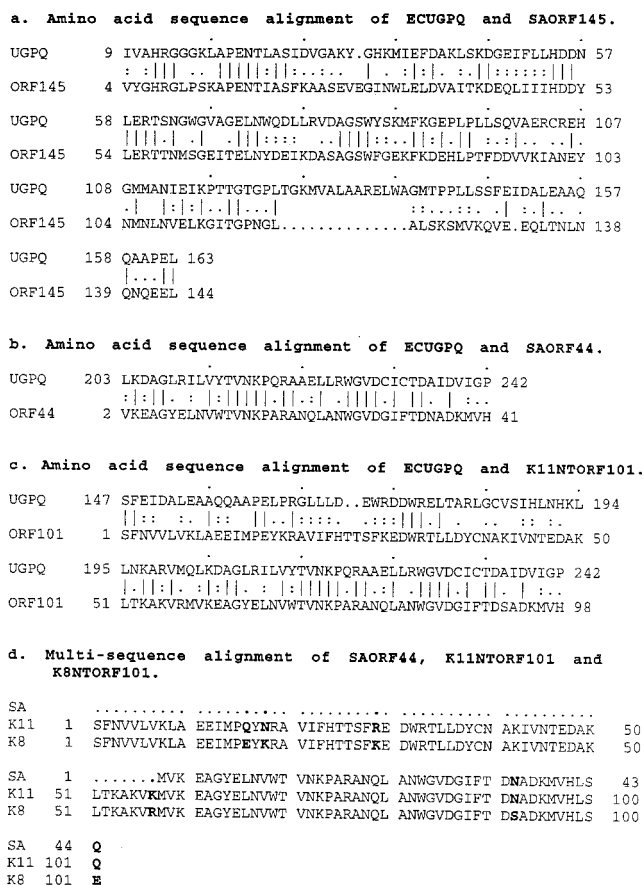 a. Amino acid sequence alignment of ECUGPQ and SAORF145.
UGPQ 9 IVAHRGGGKLAPENTLASIDVGAKY.GHKMIEFDAKLSKDGEIFLLHDDN 57
ORF145 4 VYGHRGLPSKAPENTIASFKAASEVEGINWLELDVAITKDEQLIIIHDDY 53
UGPQ 58 LERTSNGWGVAGELNWQDLLRVDAGSWYSKMFKGEPLPLLSQVAERCREH 107
ORF145 54 LERTTNMSGEITELNYDEIKDASAGSWFGEKFKDEHLPTFDDVVKIANEY 103
UGPQ 108 GMMANIEIKPTTGTGPLTGKMVALAARELWAGMTPPLLSSFEIDALEAAQ 157
ORF145 104 NMNLNVELKGITGPNGL..............ALSKSMVKQVE.EQLTNLN 138
UGPQ 158 QAAPEL 163
ORF145 139 QNQEEL 144
b. Amino acid sequence alignment of ECUGPQ and SAORF44.
UGPQ 203 LKDAGLRILVYTVNKPQRAAELLRWGVDCICTDAIDVIGP 242
ORF44 2 VKEAGYELNVWTVNKPARANQLANWGVDGIFTDNADKMVH 41
c. Amino acid sequence alignment of ECUGPQ and K11NTORF101.
UGPQ 147 SFEIDALEAAQQAAPELPRGLLLD..EWRDDWRELTARLGCVSIHLNHKL 194
ORF101 1 SFNVVLVKLAEEIMPEYKRAVIFHTTSFKEDWRTLLDYCNAKIVNTEDAK 50
UGPQ 195 LNKARVMQLKDAGLRILVYTVNKPQRAAELLRWGVDCICTDAIDVIGP 242
ORF101 51 LTKAKVRMVKEAGYELNVWTVNKPARANQLANWGVDGIFTDSADKMVH 98
d. Multi-sequence alignment of SAORF44, K11NTORF101 and
K8NTORF101.
SA .......... .......... .......... .......... ..........
K11 1 SFNVVLVKLA EEIMPQYNRA VIFHTTSFRE DWRTLLDYCN AKIVNTEDAK 50
K8 1 SFNVVLVKLA EEIMPEYKRA VIFHTTSFKE DWRTLLDYCN AKIVNTEDAK 50
SA 1 .......MVK EAGYELNVWT VNKPARANQL ANWGVDGIFT DNADKMVHLS 43
K11 51 LTKAKVKMVK EAGYELNVWT VNKPARANQL ANWGVDGIFT DNADKMVHLS 100
K8 51 LTKAKVRMVK EAGYELNVWT VNKPARANQL ANWGVDGIFT DSADKMVHLS 100
SA 44 Q
K11 101 Q
K8 101 E